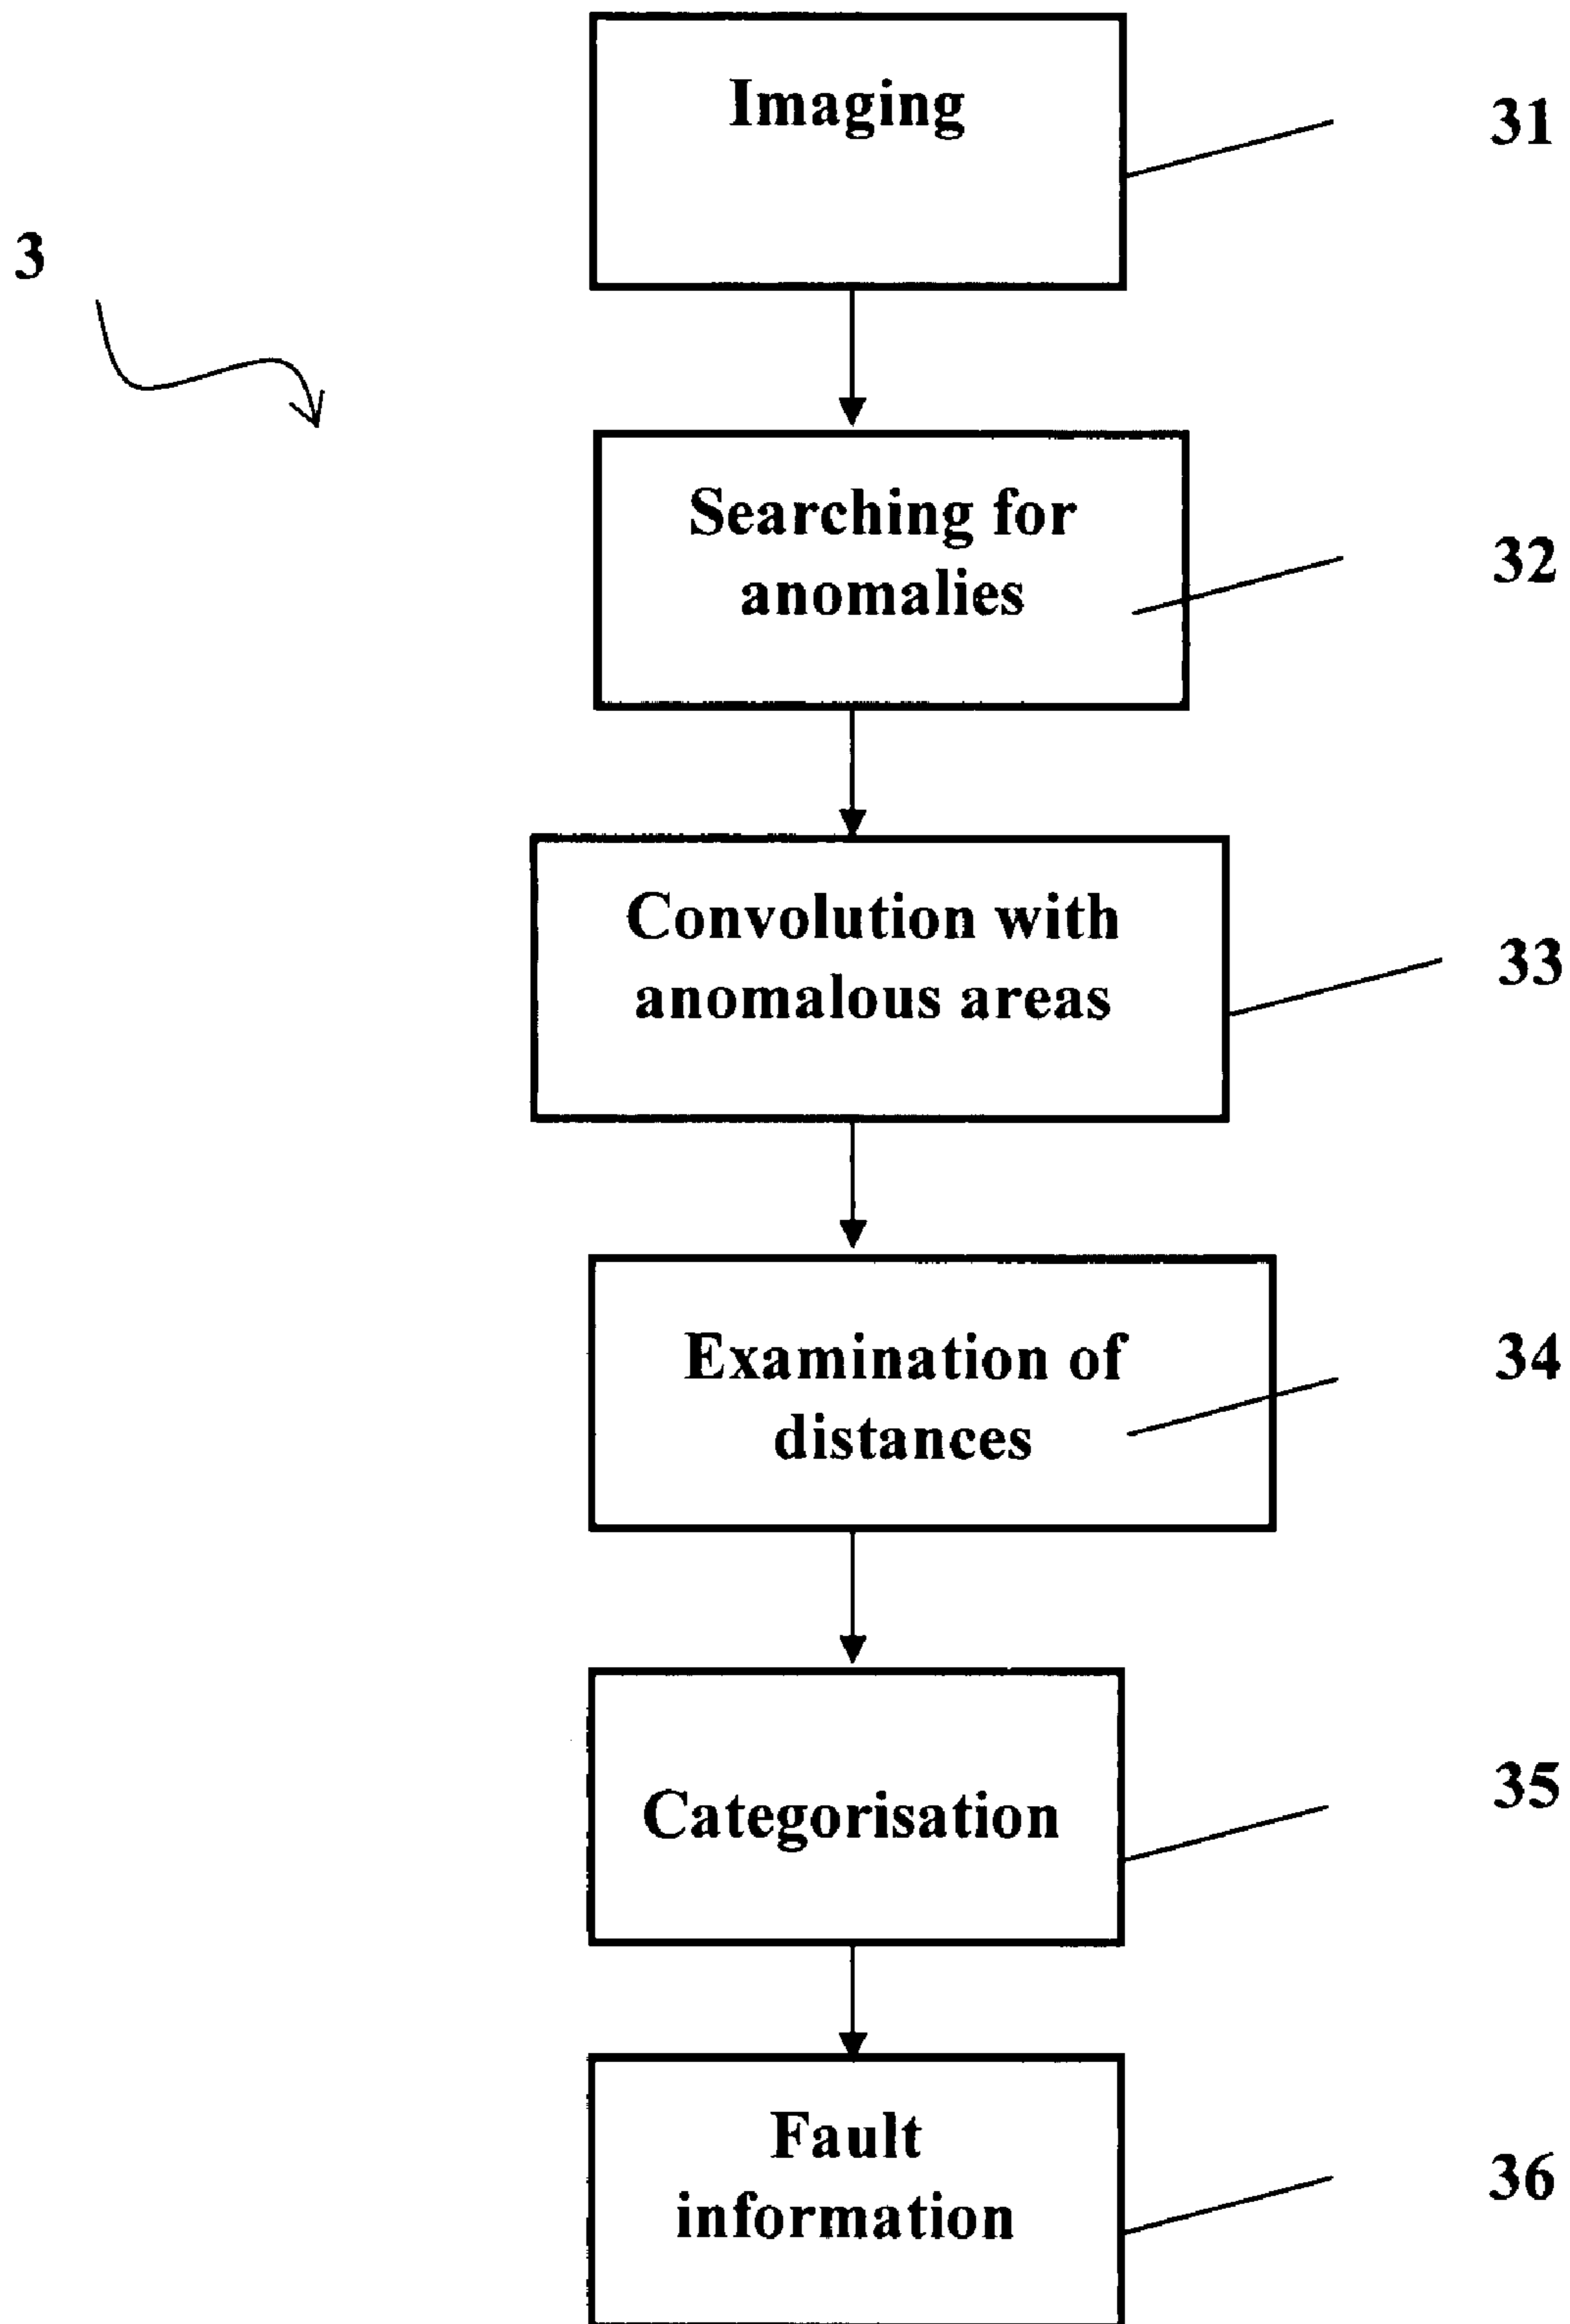 Imaging
31
3
Searching for
anomalies
32
Convolution with
anomalous areas
33
Examination of
distances
34
Categorisation
35
Fault
information
36